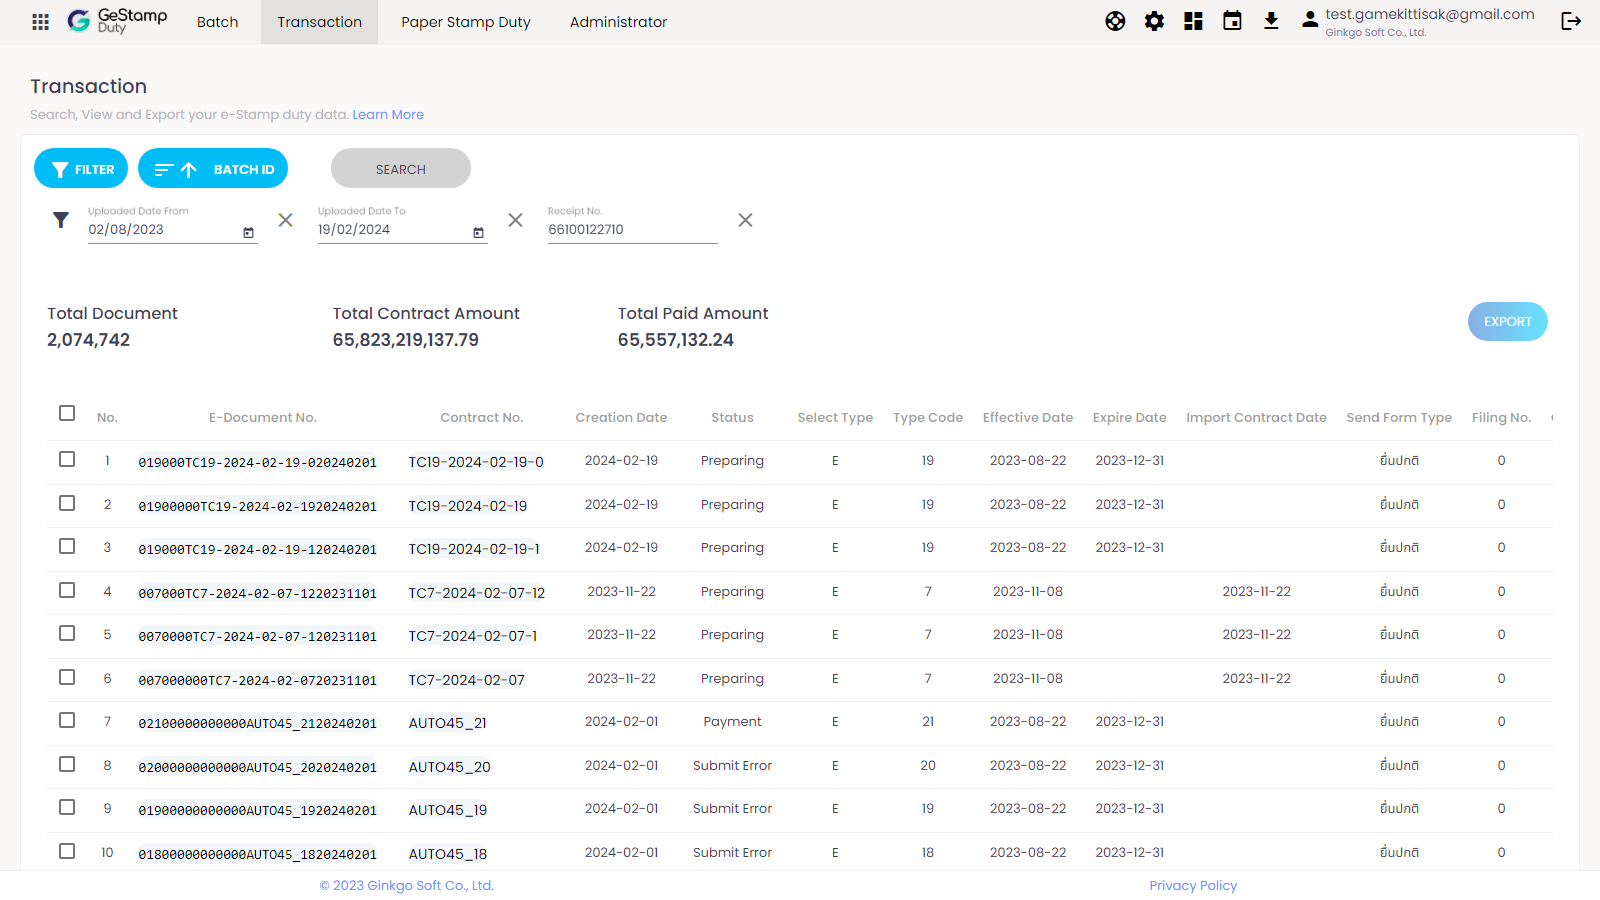 GeStamp
Duty
Batch
Transaction
Paper Stamp Duty
Administrator
test.gamekittisak@gmail.com
Ginkgo Soft Co., Ltd.
Transaction
Search, View and Export your e-Stamp duty data. Learn More
FILTER
BATCH ID
SEARCH
Uploaded Date From
02/08/2023
Uploaded Date To
19/02/2024
Receipt No.
66100122710
Total Document
2,074,742
Total Contract Amount
65,823,219,137.79
Total Paid Amount
65,557,132.24
EXPORT
No. E-Document No. Contract No. Creation Date Status Select Type Type Code Effective Date Expire Date Import Contract Date Send Form Type Filing No.
1 019000TC19-2024-02-19-020240201 TC19-2024-02-19-0 2024-02-19 Preparing E 19 2023-08-22 2023-12-31 ยื่นปกติ 0
2 01900000TC19-2024-02-1920240201 TC19-2024-02-19 2024-02-19 Preparing E 19 2023-08-22 2023-12-31 ยื่นปกติ 0
3 019000TC19-2024-02-19-120240201 TC19-2024-02-19-1 2024-02-19 Preparing E 19 2023-08-22 2023-12-31 ยื่นปกติ 0
4 007000TC7-2024-02-07-1220231101 TC7-2024-02-07-12 2023-11-22 Preparing E 7 2023-11-08 2023-11-22 ยื่นปกติ 0
5 0070000TC7-2024-02-07-120231101 TC7-2024-02-07-1 2023-11-22 Preparing E 7 2023-11-08 2023-11-22 ยื่นปกติ 0
6 007000000TC7-2024-02-0720231101 TC7-2024-02-07 2023-11-22 Preparing E 7 2023-11-08 2023-11-22 ยื่นปกติ 0
7 02100000000000AUTO45_2120240201 AUTO45_21 2024-02-01 Payment E 21 2023-08-22 2023-12-31 ยื่นปกติ 0
8 02000000000000AUTO45_2020240201 AUTO45_20 2024-02-01 Submit Error E 20 2023-08-22 2023-12-31 ยื่นปกติ 0
9 01900000000000AUTO45_1920240201 AUTO45_19 2024-02-01 Submit Error E 19 2023-08-22 2023-12-31 ยื่นปกติ 0
10 01800000000000AUTO45_1820240201 AUTO45_18 2024-02-01 Submit Error E 18 2023-08-22 2023-12-31 ยื่นปกติ 0
© 2023 Ginkgo Soft Co., Ltd.
Privacy Policy